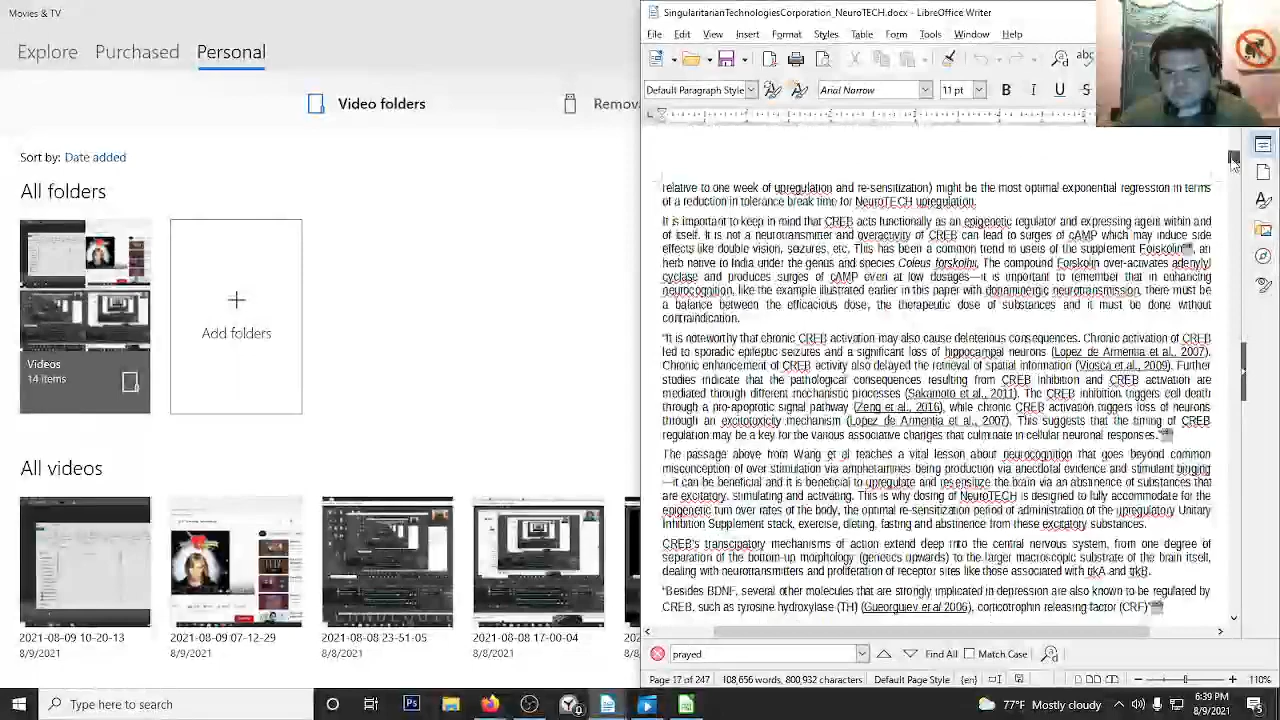 Movies & TV
Explore Purchased Personal
Video folders Remov
Sort by: Date added
All folders
Videos
14 items
Add folders
All videos
2021-08-09 10-20-13
8/9/2021
2021-08-09 07-12-29
8/9/2021
2021-08-08 23-51-05
8/8/2021
2021-08-08 17-00-04
8/8/2021
202
8/8
SingularitarianTechnologiesCorporation_NeuroTECH.docx - LibreOffice Writer
File Edit View Insert Format Styles Table Form Tools Window Help
Default Paragraph Style Arial Narrow 11 pt B I U S
relative to one week of upregulation and re-sensitization) might be the most optimal exponential regression in terms
of a reduction in tolerance break time for NeuroTECH upregulation.
It is important to keep in mind that CREB acts functionally as an epigenetic regulator and expressing agent within and
of itself. It is not a neurotransmitter and overactivity of CREB can lead to surges of cAMP which may induce side
effects like double vision, seizures, etc. This has been a common trend to users of the supplement Forskolin, an
herb native to India under the genus and species Coleus forskohlii. The compound Forskolin over-activates adenylyl
cyclase and produces surges of cAMP even at low dosages—it is important to remember that in enhancing
neurocognition, like the example illustrated earlier in this paper with dopaminergic neurotransmission, there must be
a balance between the efficacious dose, the therapeutic dose of substances and it must be done without
contraindication.
"It is noteworthy that chronic CREB activation may also cause deleterious consequences. Chronic activation of CREB
led to sporadic epileptic seizures and a significant loss of hippocampal neurons (Lopez de Armentia et al., 2007).
Chronic enhancement of CREB activity also delayed the retrieval of spatial information (Viosca et al., 2009). Further
studies indicate that the pathological consequences resulting from CREB inhibition and CREB activation are
mediated through different mechanistic processes (Sakamoto et al., 2011). The CREB inhibition triggers cell death
through a pro-apoptotic signal pathway (Zeng et al., 2016), while chronic CREB activation triggers loss of neurons
through an excitotoxicity mechanism (Lopez de Armentia et al., 2007). This suggests that the timing of CREB
regulation may be a key for the various associative changes that culminate in cellular neuronal responses."
The passage above from Wang et al teaches a vital lesson about neurocognition that goes beyond common
misconception of over stimulation via amphetamines being production via anecdotal evidence and stimulant binging
—it can be beneficial and it is beneficial to upregulate and resensitize the brain via an abstinence of substances that
are excitatory, stimulant or activating. This is why dosing of NeuroTECH is designed to fully accommodate for the
epigenetic turnover rates of the body, the optimal re-sensitization period of administration of the upregulatory Unity
Inhibition Supplement stack, exercise, dieting, fasting and abstinence from these excitatory substances.
CREB's transcriptory mechanisms of action extend deep into the central nervous system, from one degree of
separation of the bottom-up morphology (genetics upwards) to the large macroscopic substrate of the brain itself,
dealing with neurotransmitters and proliferation of receptor sites like those associated with trkA and trkB.
"Besides BDNF, several other molecules that are strongly implicated in depression are also known to be regulated by
CREB, such as tyrosine hydroxylase (TH) corticotropin releasing factor (CRF)
prayed Find All Match Case
Page 17 of 247 108,656 words, 800,932 characters Default Page Style 110%
Type here to search 77°F Mostly cloudy 6:39 PM
8/9/2021